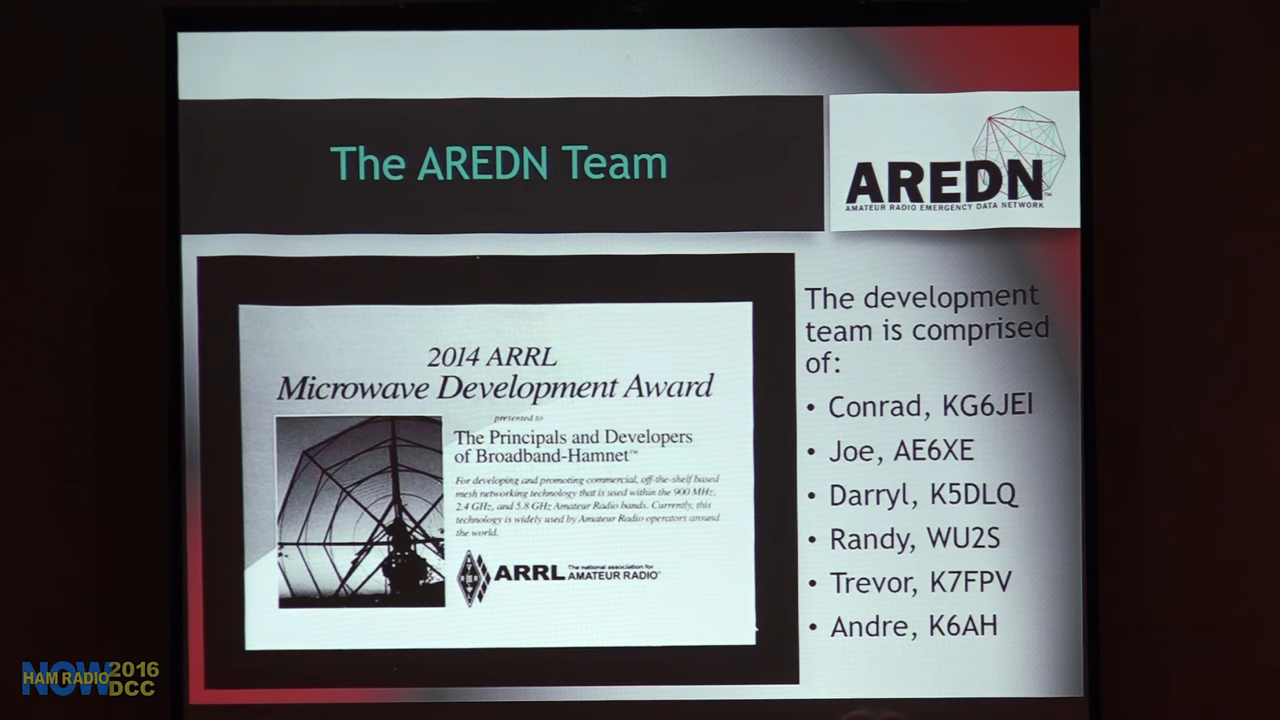 The AREDN Team
AREDN™
AMATEUR RADIO EMERGENCY DATA NETWORK
2014 ARRL
Microwave Development Award
presented to
The Principals and Developers
of Broadband-Hamnet™
For developing and promoting commercial, off-the-shelf based
mesh networking technology that is used within the 900 MHz,
2.4 GHz, and 5.8 GHz Amateur Radio bands. Currently, this
technology is widely used by Amateur Radio operators around
the world.
ARRL The national association for
AMATEUR RADIO®
The development
team is comprised
of:
• Conrad, KG6JEI
• Joe, AE6XE
• Darryl, K5DLQ
• Randy, WU2S
• Trevor, K7FPV
• Andre, K6AH
HAM RADIO NOW 2016
DCC